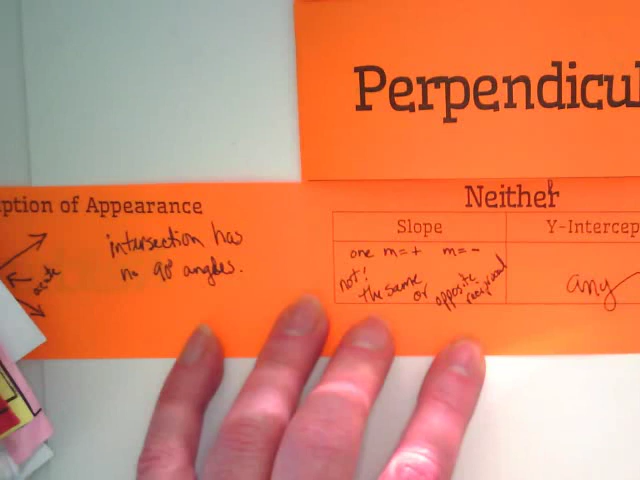 Perpendicul
ption of Appearance
intersection has
no 90° angles.
acute
Neither
Slope
Y-Intercep
one m=+ m=-
not!
the same or opposite reciprocal
any